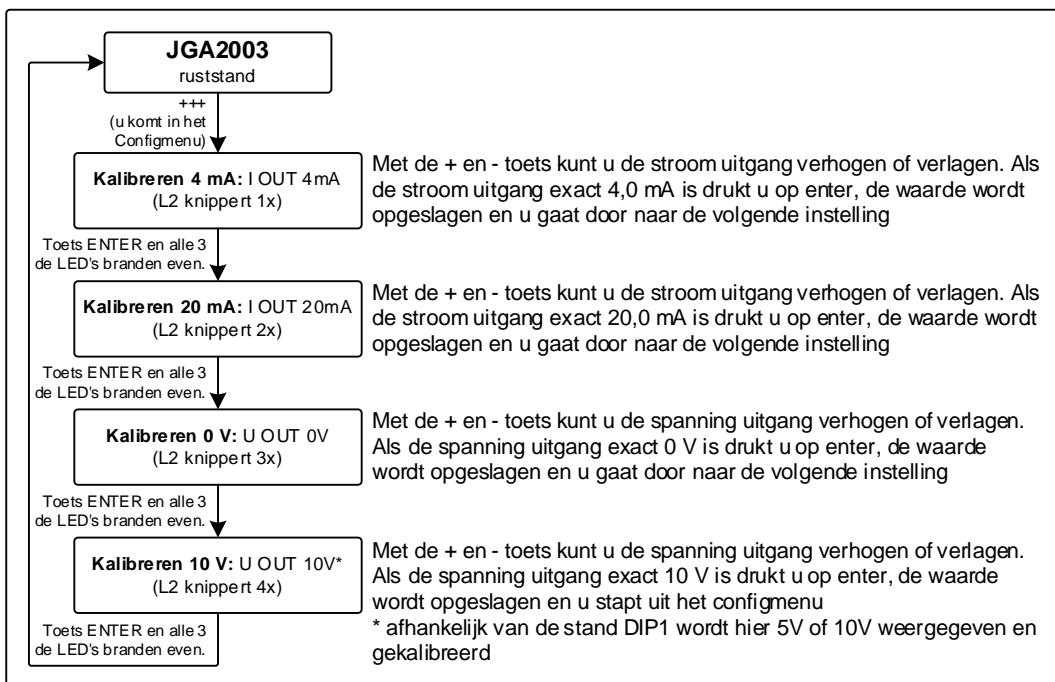 JGA2003
ruststand
+++
(u komt in het
Configmenu)
Kalibreren 4 mA: I OUT 4mA
(L2 knippert 1x)
Met de + en - toets kunt u de stroom uitgang verhogen of verlagen. Als
de stroom uitgang exact 4,0 mA is drukt u op enter, de waarde wordt
opgeslagen en u gaat door naar de volgende instelling
Toets ENTER en alle 3
de LED's branden even.
Kalibreren 20 mA: I OUT 20mA
(L2 knippert 2x)
Met de + en - toets kunt u de stroom uitgang verhogen of verlagen. Als
de stroom uitgang exact 20,0 mA is drukt u op enter, de waarde wordt
opgeslagen en u gaat door naar de volgende instelling
Toets ENTER en alle 3
de LED's branden even.
Kalibreren 0 V: U OUT 0V
(L2 knippert 3x)
Met de + en - toets kunt u de spanning uitgang verhogen of verlagen.
Als de spanning uitgang exact 0 V is drukt u op enter, de waarde
wordt opgeslagen en u gaat door naar de volgende instelling
Toets ENTER en alle 3
de LED's branden even.
Kalibreren 10 V: U OUT 10V*
(L2 knippert 4x)
Met de + en - toets kunt u de spanning uitgang verhogen of verlagen.
Als de spanning uitgang exact 10 V is drukt u op enter, de waarde
wordt opgeslagen en u stapt uit het configmenu
* afhankelijk van de stand DIP1 wordt hier 5V of 10V weergegeven en
gekalibreerd
Toets ENTER en alle 3
de LED's branden even.